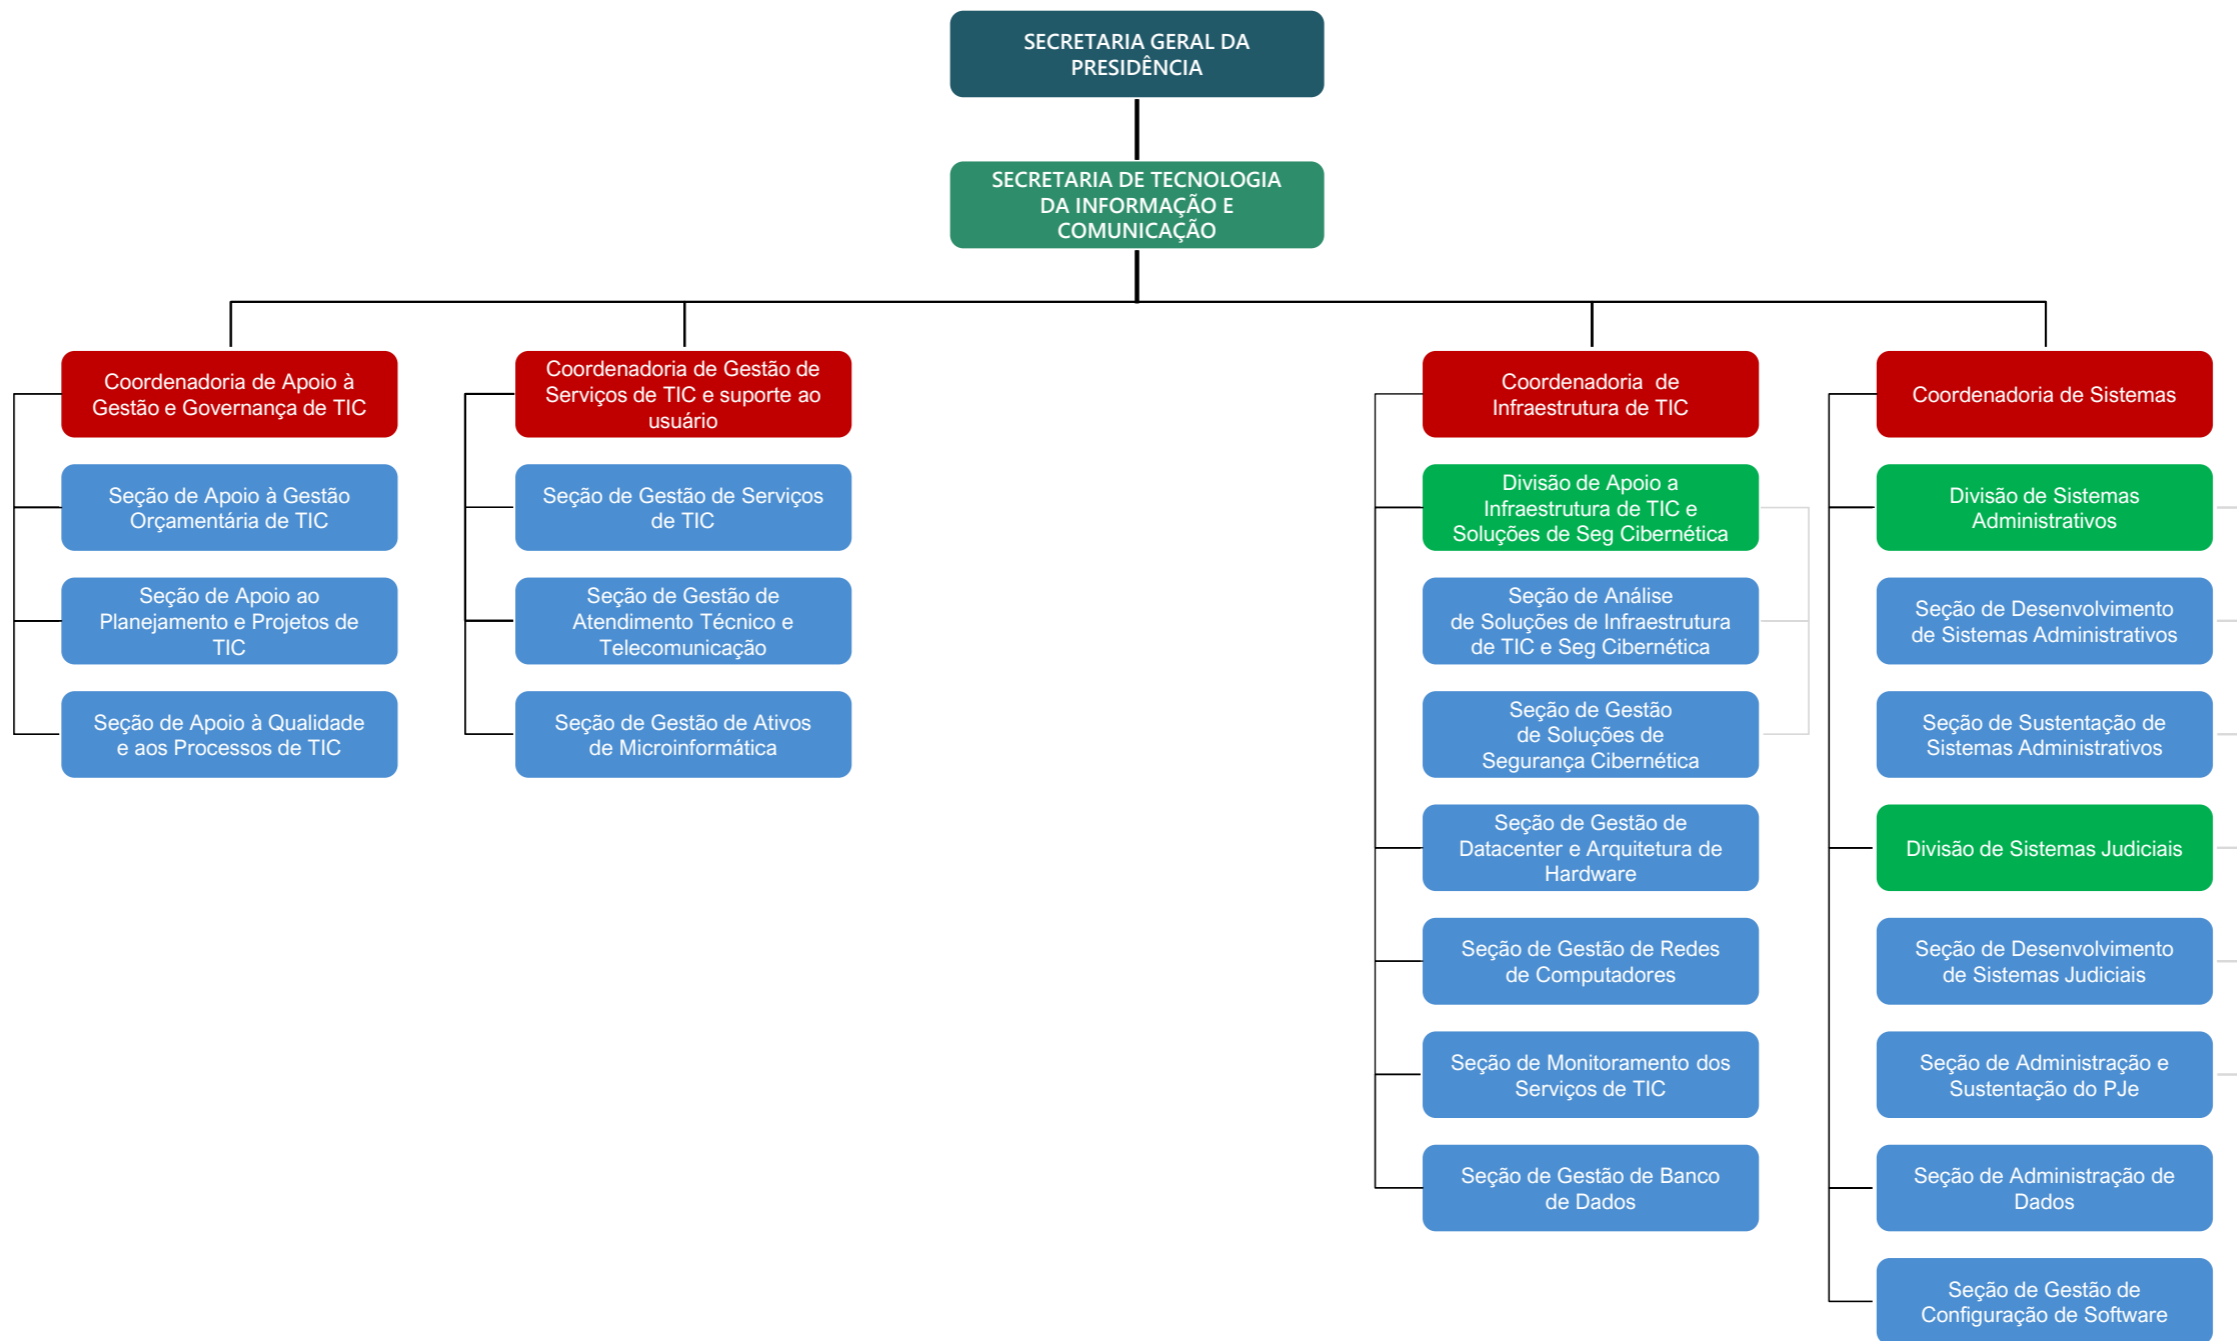 SECRETARIA GERAL DA
PRESIDÊNCIA
SECRETARIA DE TECNOLOGIA
DA INFORMAÇÃO E
COMUNICAÇÃO
Coordenadoria de Apoio à
Gestão e Governança de TIC
Seção de Apoio à Gestão
Orçamentária de TIC
Seção de Apoio ao
Planejamento e Projetos de
TIC
Seção de Apoio à Qualidade
e aos Processos de TIC
Coordenadoria de Gestão de
Serviços de TIC e suporte ao
usuário
Seção de Gestão de Serviços
de TIC
Seção de Gestão de
Atendimento Técnico e
Telecomunicação
Seção de Gestão de Ativos
de Microinformática
Coordenadoria de
Infraestrutura de TIC
Divisão de Apoio a
Infraestrutura de TIC e
Soluções de Seg Cibernética
Seção de Análise
de Soluções de Infraestrutura
de TIC e Seg Cibernética
Seção de Gestão
de Soluções de
Segurança Cibernética
Seção de Gestão de
Datacenter e Arquitetura de
Hardware
Seção de Gestão de Redes
de Computadores
Seção de Monitoramento dos
Serviços de TIC
Seção de Gestão de Banco
de Dados
Coordenadoria de Sistemas
Divisão de Sistemas
Administrativos
Seção de Desenvolvimento
de Sistemas Administrativos
Seção de Sustentação de
Sistemas Administrativos
Divisão de Sistemas Judiciais
Seção de Desenvolvimento
de Sistemas Judiciais
Seção de Administração e
Sustentação do PJe
Seção de Administração de
Dados
Seção de Gestão de
Configuração de Software